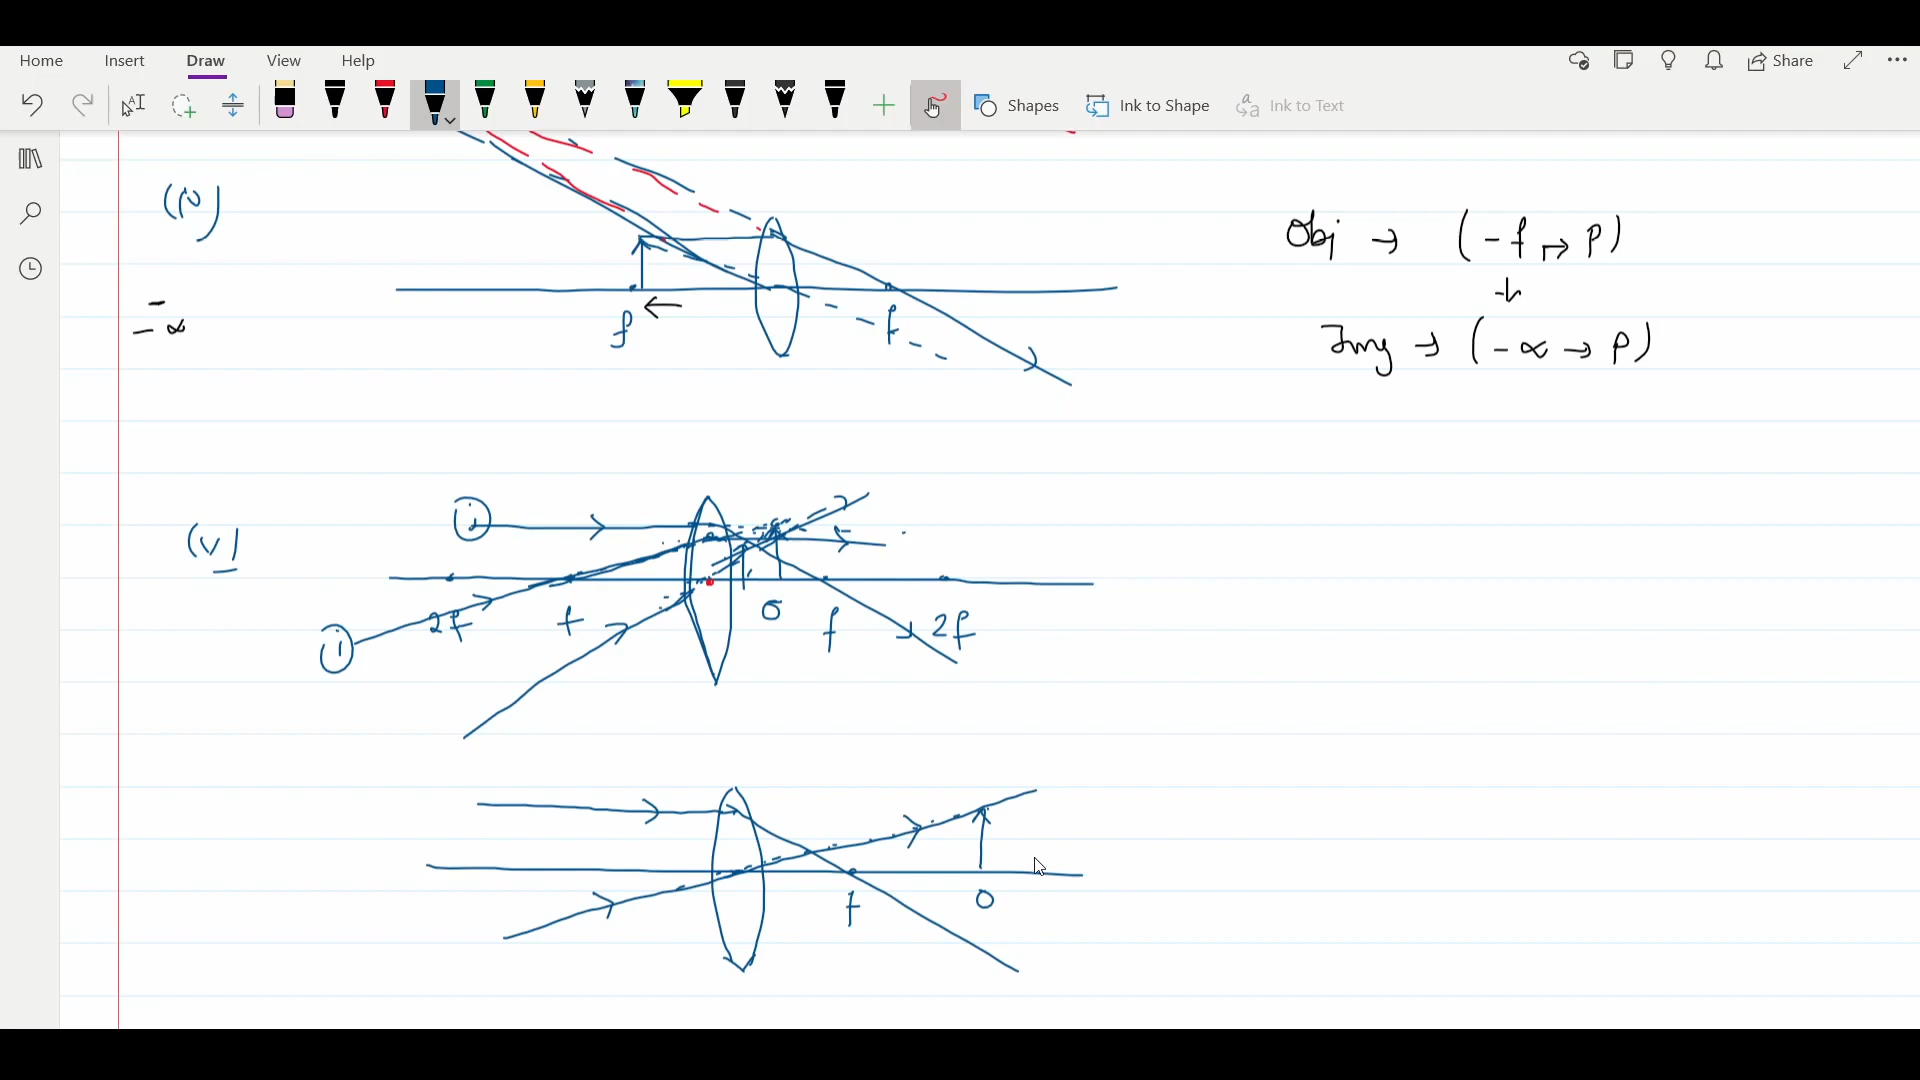 Home Insert Draw View Help Share
Shapes Ink to Shape Ink to Text
(iv)
Obj → (-f → P)
- ∝
f
f
Img → (-∝ → P)
(v)
i
2f f O f 2f
i
f O